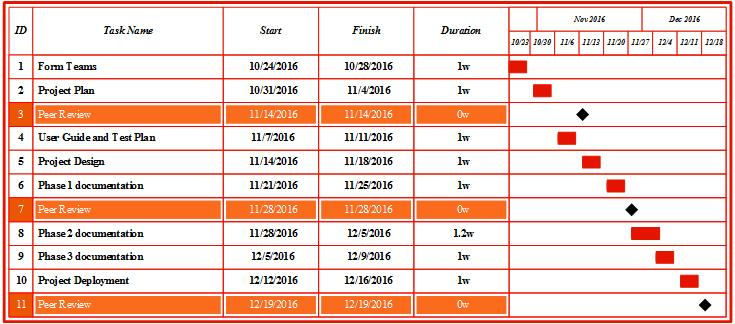 ID Task Name Start Finish Duration Nov 2016 Dec 2016
10/23 10/30 11/6 11/13 11/20 11/27 12/4 12/11 12/18
1 Form Teams 10/24/2016 10/28/2016 1w
2 Project Plan 10/31/2016 11/4/2016 1w
3 Peer Review 11/14/2016 11/14/2016 0w
4 User Guide and Test Plan 11/7/2016 11/11/2016 1w
5 Project Design 11/14/2016 11/18/2016 1w
6 Phase 1 documentation 11/21/2016 11/25/2016 1w
7 Peer Review 11/28/2016 11/28/2016 0w
8 Phase 2 documentation 11/28/2016 12/5/2016 1.2w
9 Phase 3 documentation 12/5/2016 12/9/2016 1w
10 Project Deployment 12/12/2016 12/16/2016 1w
11 Peer Review 12/19/2016 12/19/2016 0w